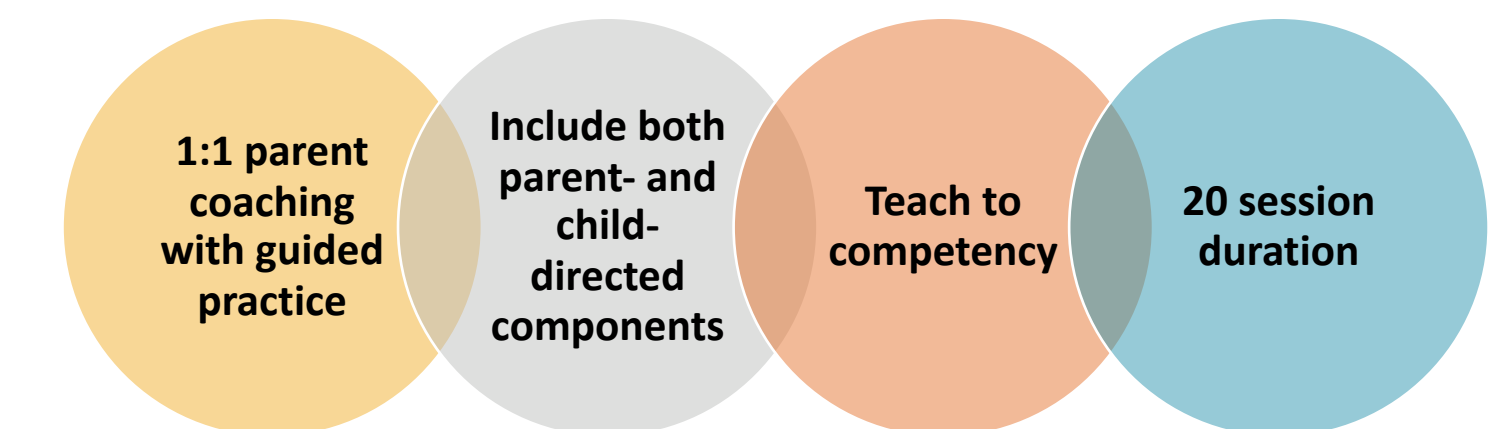 1:1 parent
coaching
with guided
practice
Include both
parent- and
child-
directed
components
Teach to
competency
20 session
duration